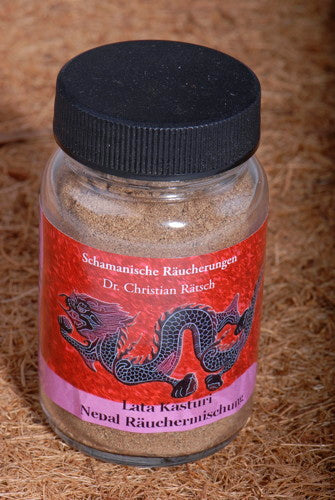 Schamanische Räucherungen
Dr. Christian Rätsch
Lata Kasturi
Nepal Räuchermischung